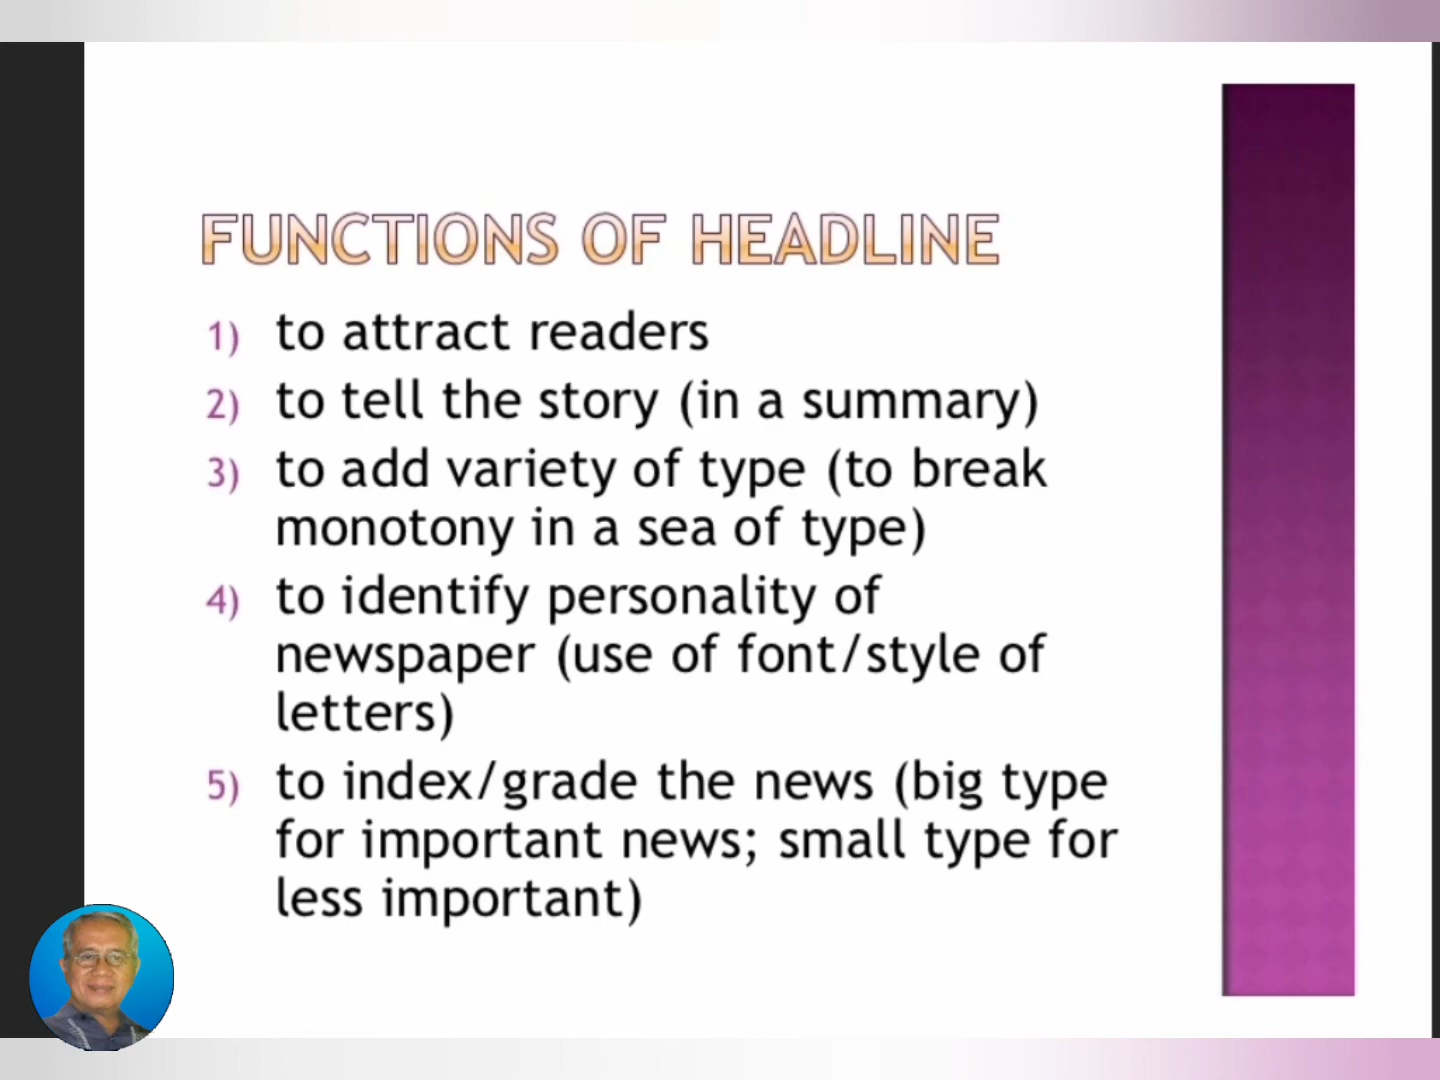 FUNCTIONS OF HEADLINE
1) to attract readers
2) to tell the story (in a summary)
3) to add variety of type (to break
monotony in a sea of type)
4) to identify personality of
newspaper (use of font/style of
letters)
5) to index/grade the news (big type
for important news; small type for
less important)